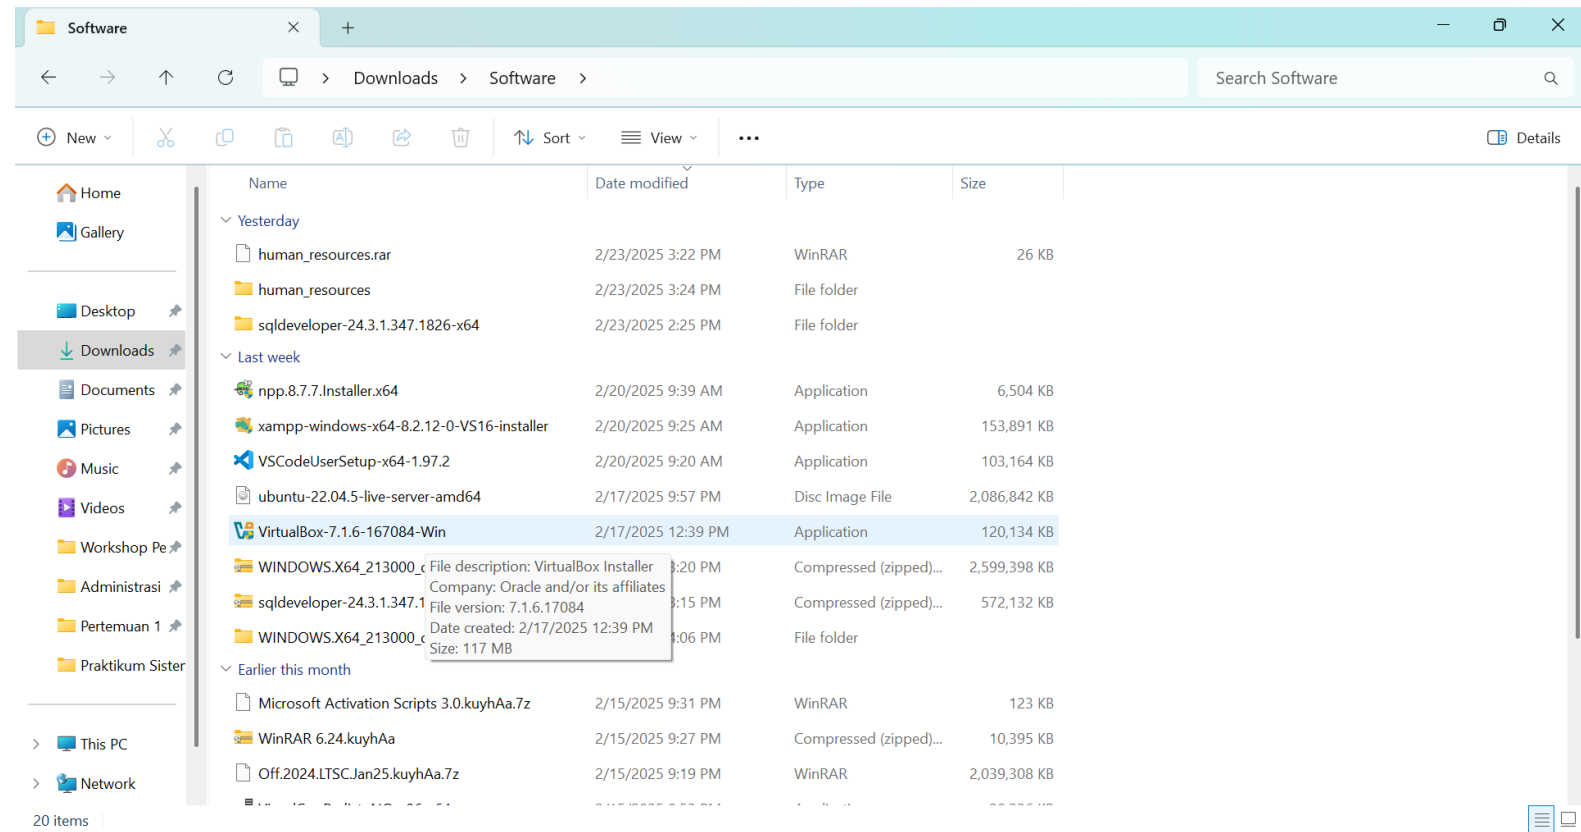 Software
Downloads > Software >
Search Software
New
Sort
View
Details
Home
Gallery
Desktop
Downloads
Documents
Pictures
Music
Videos
Workshop Pe
Administrasi
Pertemuan 1
Praktikum Sister
This PC
Network
Name Date modified Type Size
Yesterday
human_resources.rar 2/23/2025 3:22 PM WinRAR 26 KB
human_resources 2/23/2025 3:24 PM File folder
sqldeveloper-24.3.1.347.1826-x64 2/23/2025 2:25 PM File folder
Last week
npp.8.7.7.Installer.x64 2/20/2025 9:39 AM Application 6,504 KB
xampp-windows-x64-8.2.12-0-VS16-installer 2/20/2025 9:25 AM Application 153,891 KB
VSCodeUserSetup-x64-1.97.2 2/20/2025 9:20 AM Application 103,164 KB
ubuntu-22.04.5-live-server-amd64 2/17/2025 9:57 PM Disc Image File 2,086,842 KB
VirtualBox-7.1.6-167084-Win 2/17/2025 12:39 PM Application 120,134 KB
WINDOWS.X64_213000_ :20 PM Compressed (zipped)... 2,599,398 KB
sqldeveloper-24.3.1.347.1 :15 PM Compressed (zipped)... 572,132 KB
WINDOWS.X64_213000_ :06 PM File folder
File description: VirtualBox Installer
Company: Oracle and/or its affiliates
File version: 7.1.6.17084
Date created: 2/17/2025 12:39 PM
Size: 117 MB
Earlier this month
Microsoft Activation Scripts 3.0.kuyhAa.7z 2/15/2025 9:31 PM WinRAR 123 KB
WinRAR 6.24.kuyhAa 2/15/2025 9:27 PM Compressed (zipped)... 10,395 KB
Off.2024.LTSC.Jan25.kuyhAa.7z 2/15/2025 9:19 PM WinRAR 2,039,308 KB
20 items